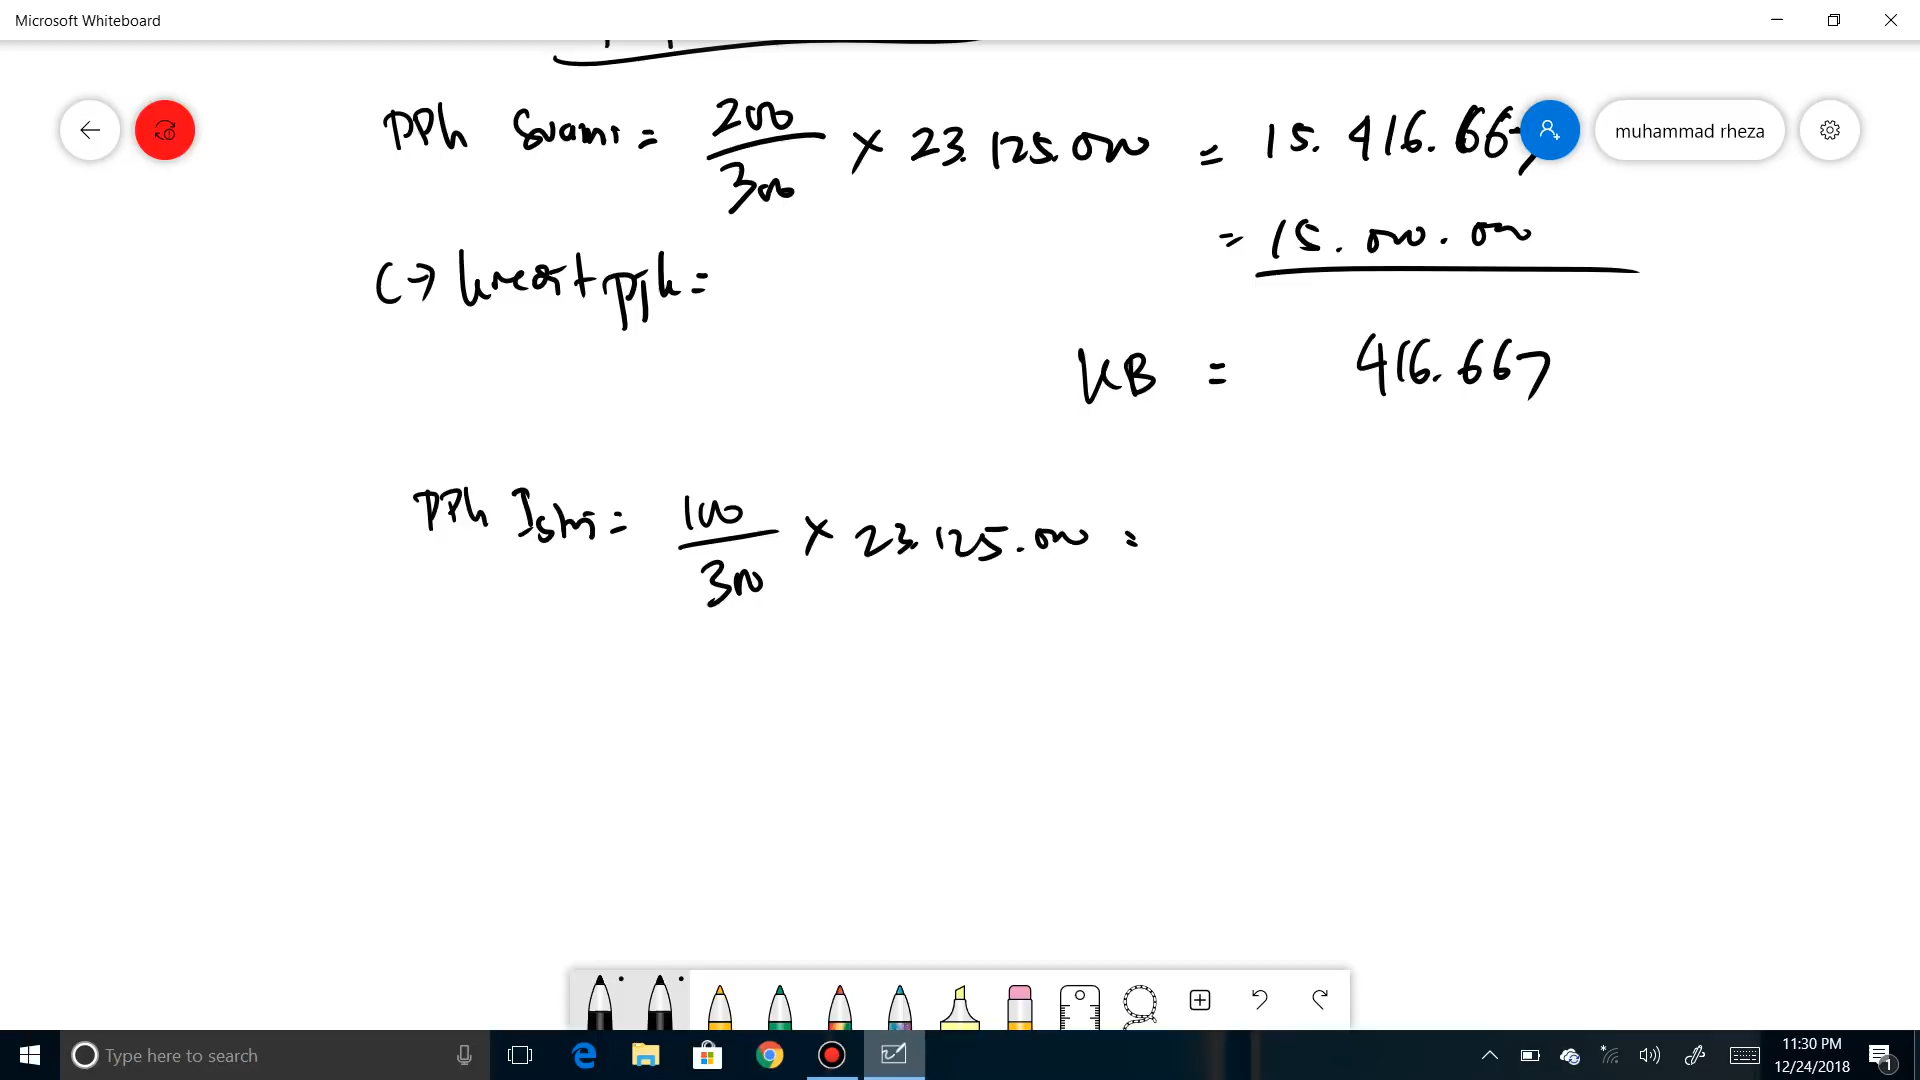 Microsoft Whiteboard
muhammad rheza
PPh Suami = 200/300 x 23.125.000 = 15.416.667
= 15.000.000
(-> kredit pph =
KB = 416.667
PPh Istri = 100/300 x 23.125.000 =
Type here to search
11:30 PM
12/24/2018
1